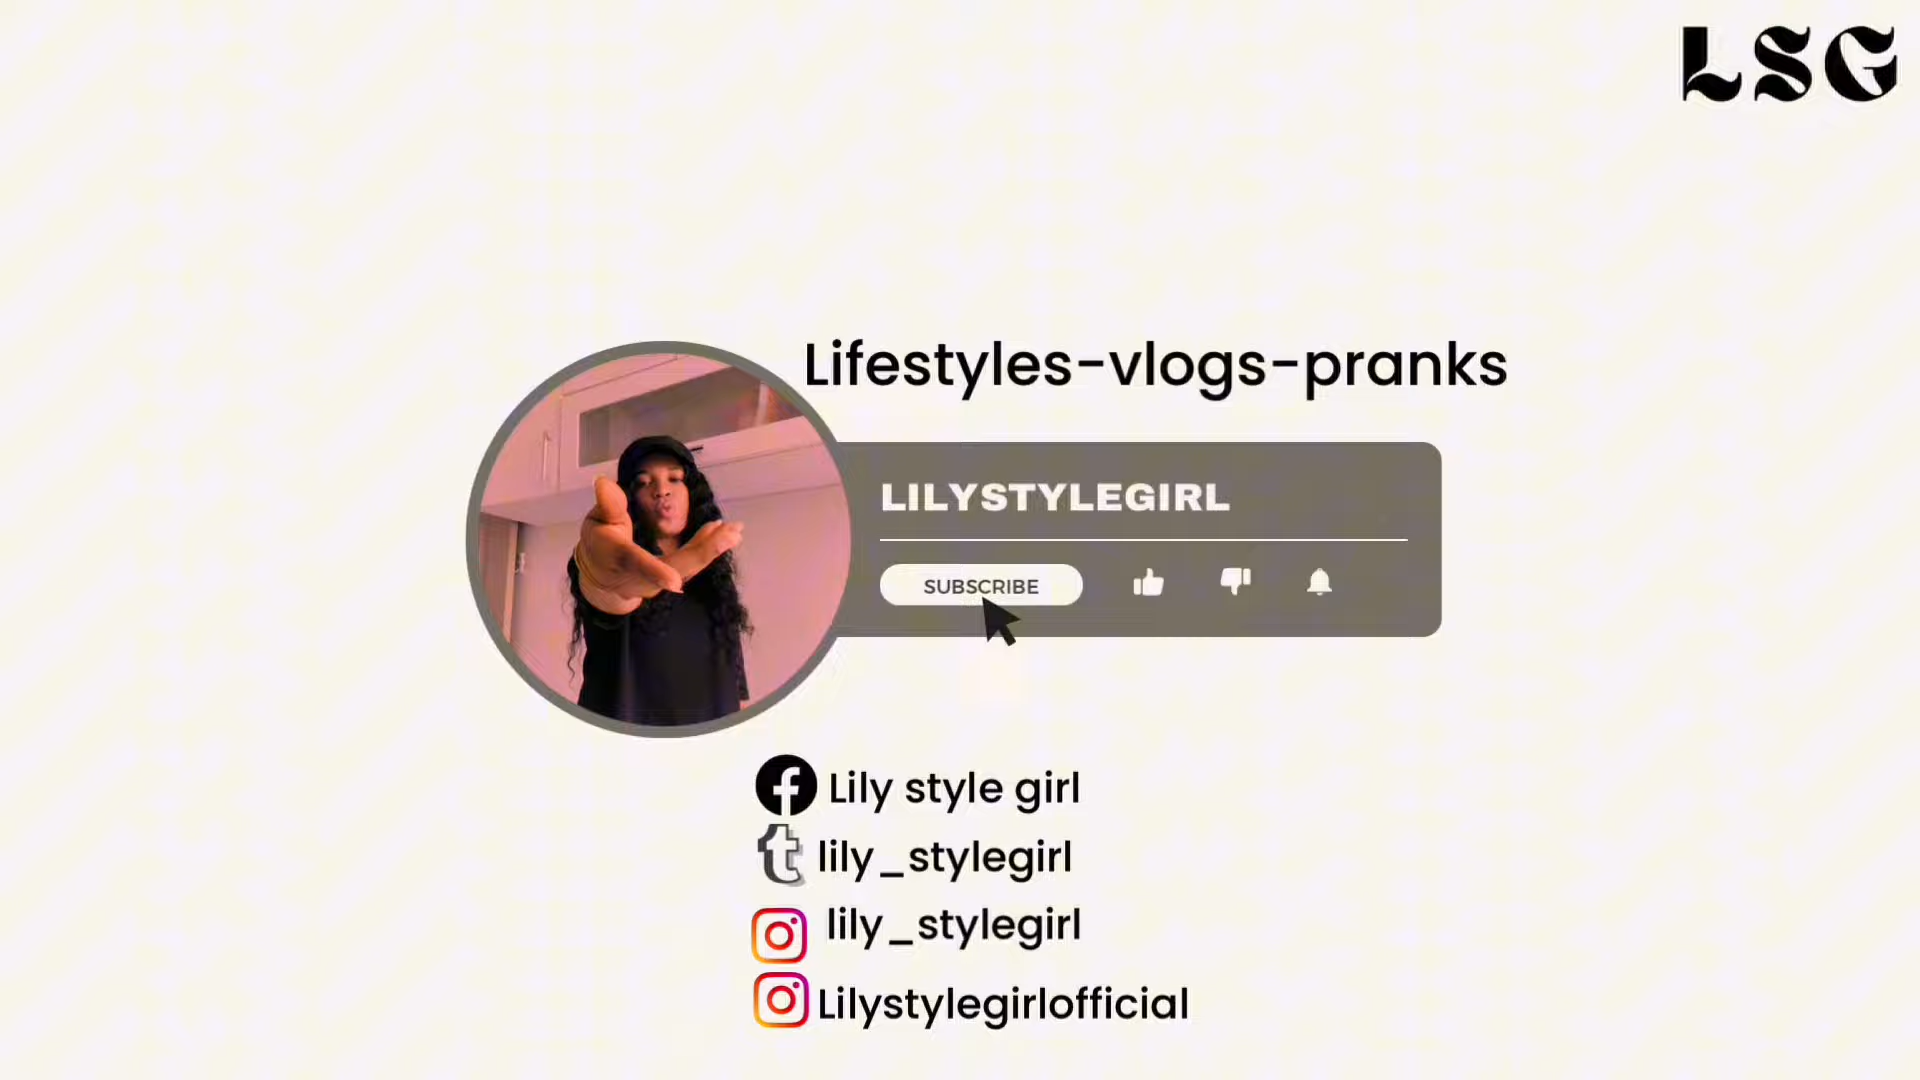 LSG
Lifestyles-vlogs-pranks
LILYSTYLEGIRL
SUBSCRIBE
Lily style girl
lily_stylegirl
lily_stylegirl
Lilystylegirlofficial